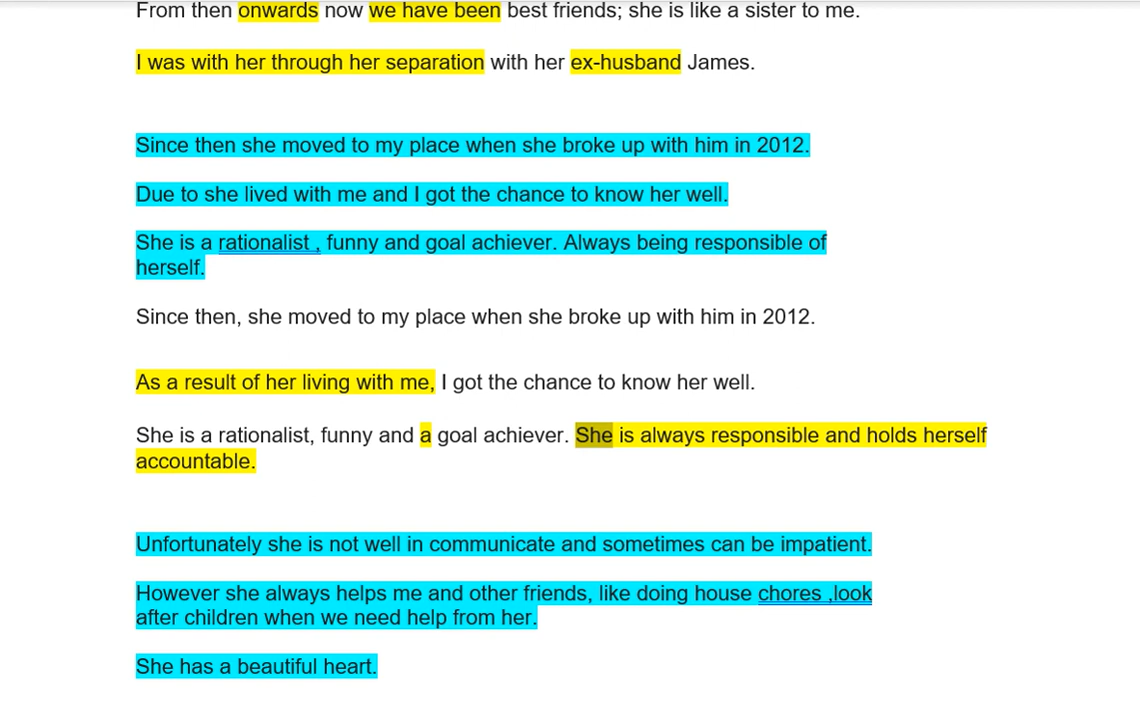 From then onwards now we have been best friends; she is like a sister to me.
I was with her through her separation with her ex-husband James.
Since then she moved to my place when she broke up with him in 2012.
Due to she lived with me and I got the chance to know her well.
She is a rationalist , funny and goal achiever. Always being responsible of
herself.
Since then, she moved to my place when she broke up with him in 2012.
As a result of her living with me, I got the chance to know her well.
She is a rationalist, funny and a goal achiever. She is always responsible and holds herself
accountable.
Unfortunately she is not well in communicate and sometimes can be impatient.
However she always helps me and other friends, like doing house chores ,look
after children when we need help from her.
She has a beautiful heart.